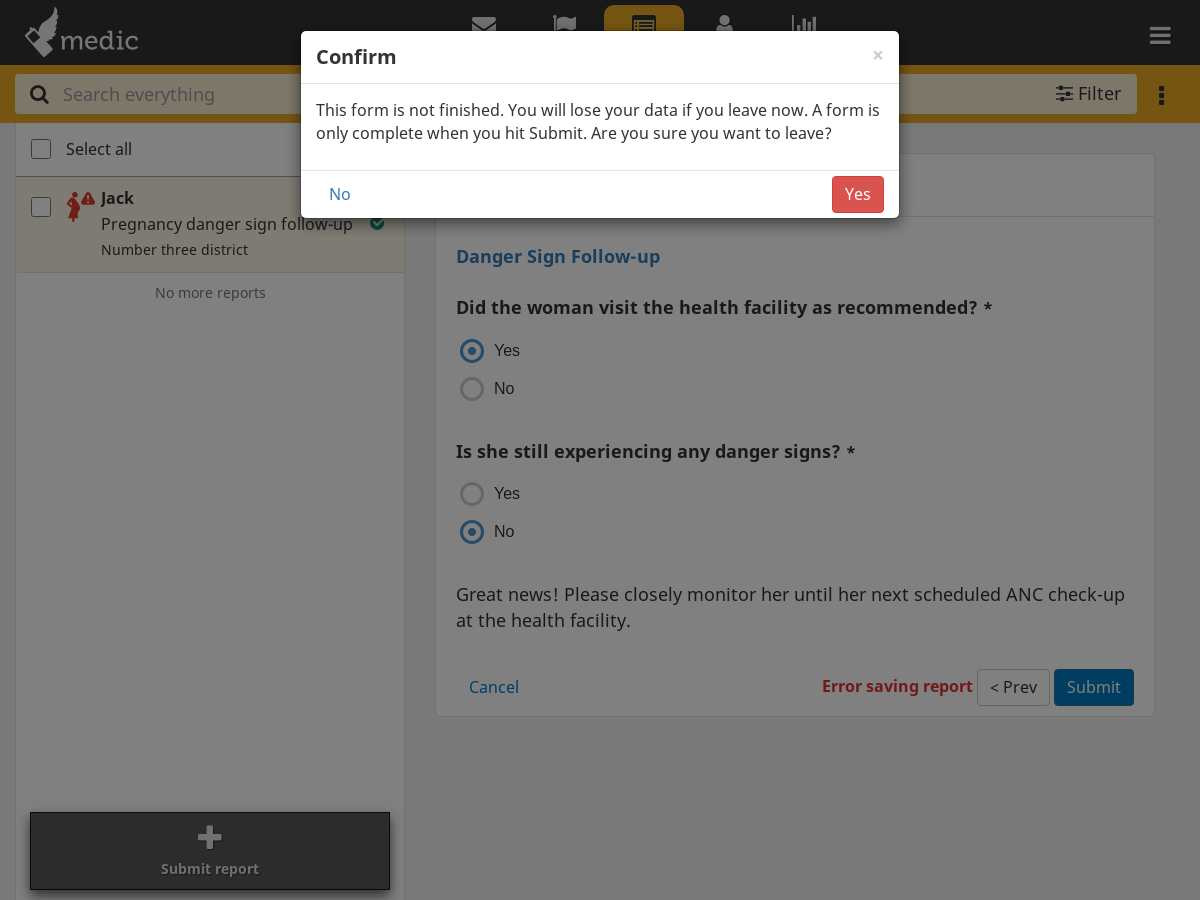 medic
Confirm
×
This form is not finished. You will lose your data if you leave now. A form is
only complete when you hit Submit. Are you sure you want to leave?
No
Yes
Search everything
Filter
Select all
Jack
Pregnancy danger sign follow-up
Number three district
No more reports
Submit report
Danger Sign Follow-up
Did the woman visit the health facility as recommended? *
Yes
No
Is she still experiencing any danger signs? *
Yes
No
Great news! Please closely monitor her until her next scheduled ANC check-up
at the health facility.
Cancel
Error saving report
< Prev
Submit